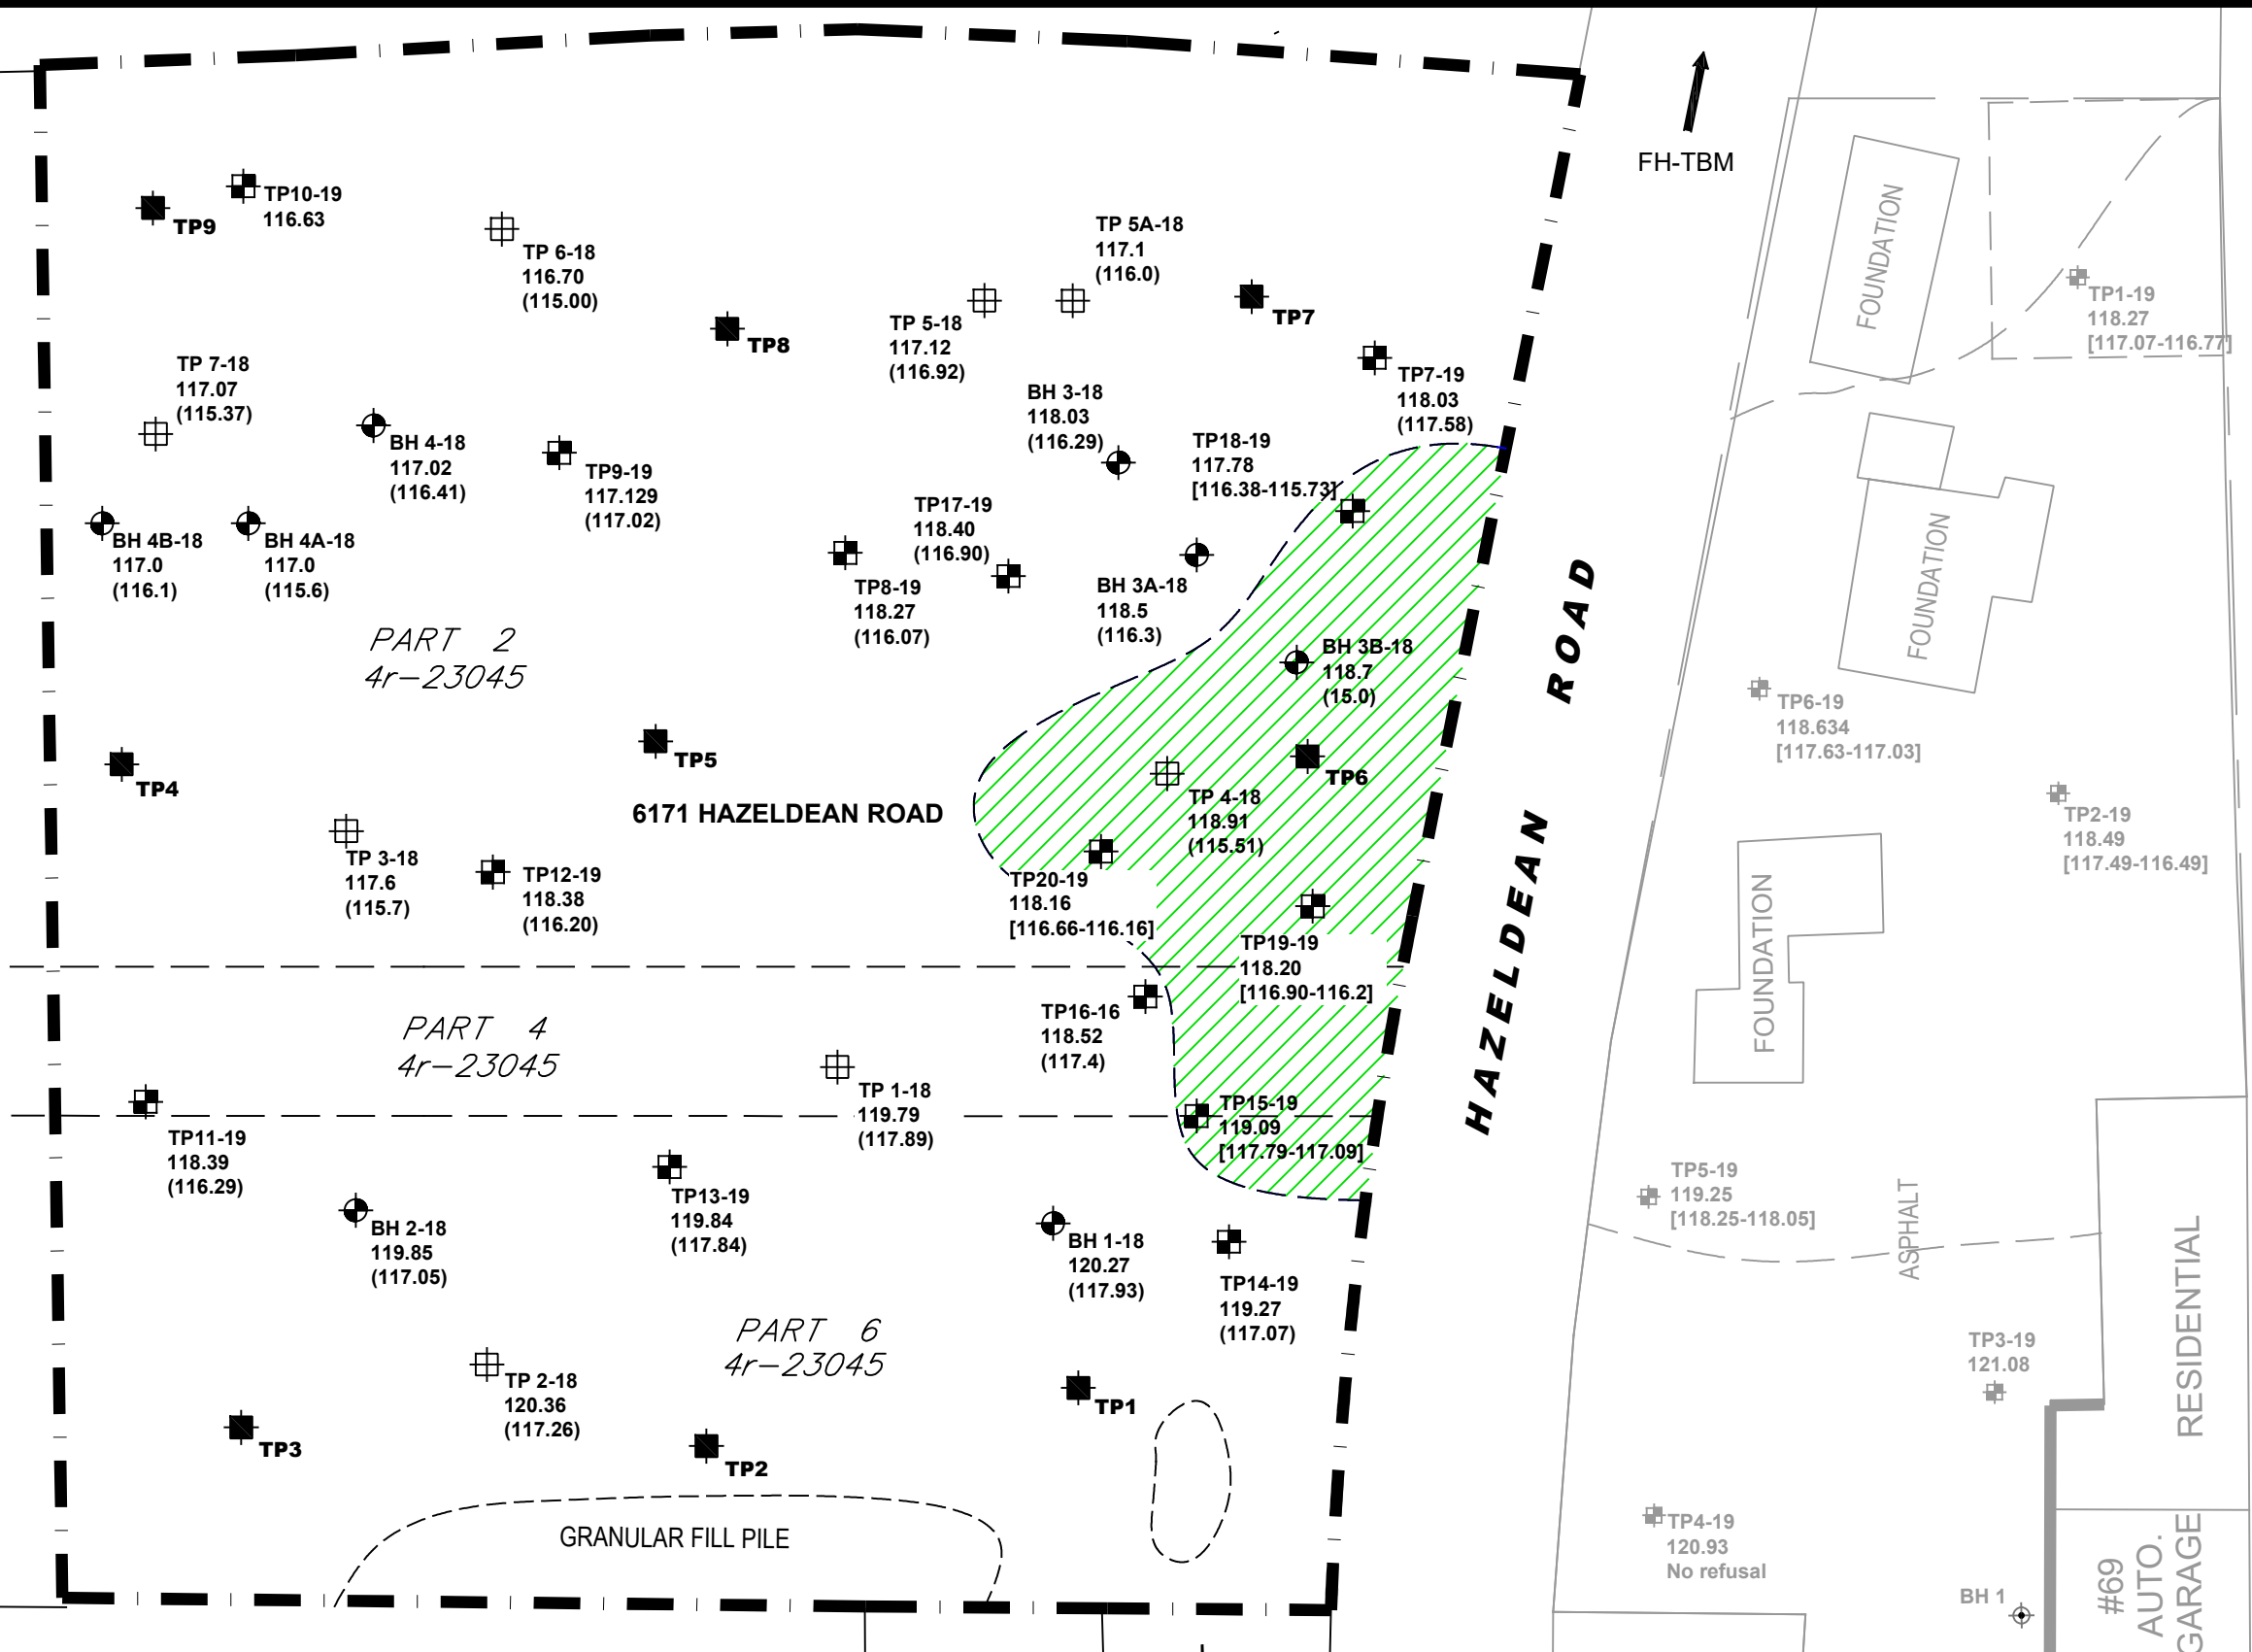 FH-TBM
TP9
TP10-19
116.63
TP 6-18
116.70
(115.00)
TP8
TP 5A-18
117.1
(116.0)
TP 5-18
117.12
(116.92)
TP7
TP7-19
118.03
(117.58)
TP 7-18
117.07
(115.37)
BH 4-18
117.02
(116.41)
TP9-19
117.129
(117.02)
BH 3-18
118.03
(116.29)
TP18-19
117.78
[116.38-115.73]
BH 4B-18
117.0
(116.1)
BH 4A-18
117.0
(115.6)
TP8-19
118.27
(116.07)
TP17-19
118.40
(116.90)
BH 3A-18
118.5
(116.3)
PART 2
4r-23045
BH 3B-18
118.7
(15.0)
TP4
TP5
TP6
6171 HAZELDEAN ROAD
TP 4-18
118.91
(115.51)
TP 3-18
117.6
(115.7)
TP12-19
118.38
(116.20)
TP20-19
118.16
[116.66-116.16]
TP19-19
118.20
[116.90-116.2]
PART 4
4r-23045
TP16-16
118.52
(117.4)
TP 1-18
119.79
(117.89)
TP15-19
119.09
[117.79-117.09]
TP11-19
118.39
(116.29)
BH 2-18
119.85
(117.05)
TP13-19
119.84
(117.84)
BH 1-18
120.27
(117.93)
TP14-19
119.27
(117.07)
PART 6
4r-23045
TP 2-18
120.36
(117.26)
TP1
TP3
TP2
GRANULAR FILL PILE
HAZELDEAN ROAD
FOUNDATION
TP1-19
118.27
[117.07-116.77]
FOUNDATION
TP6-19
118.634
[117.63-117.03]
TP2-19
118.49
[117.49-116.49]
FOUNDATION
TP5-19
119.25
[118.25-118.05]
ASPHALT
RESIDENTIAL
TP3-19
121.08
TP4-19
120.93
No refusal
BH 1
#69
AUTO.
GARAGE